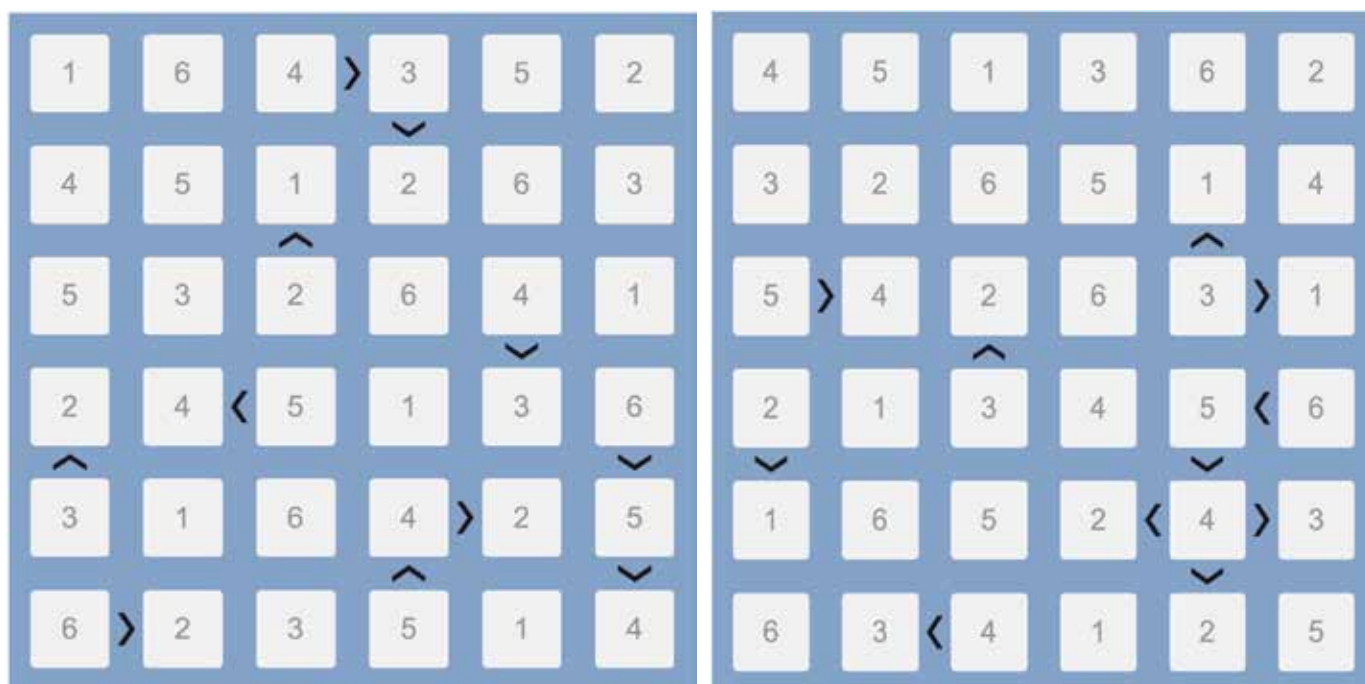 1 6 4 > 3 5 2
4 5 1 2 6 3
5 3 2 6 4 1
2 4 < 5 1 3 6
3 1 6 4 > 2 5
6 > 2 3 5 1 4
4 5 1 3 6 2
3 2 6 5 1 4
5 > 4 2 6 3 > 1
2 1 3 4 5 < 6
1 6 5 2 < 4 > 3
6 3 < 4 1 2 5